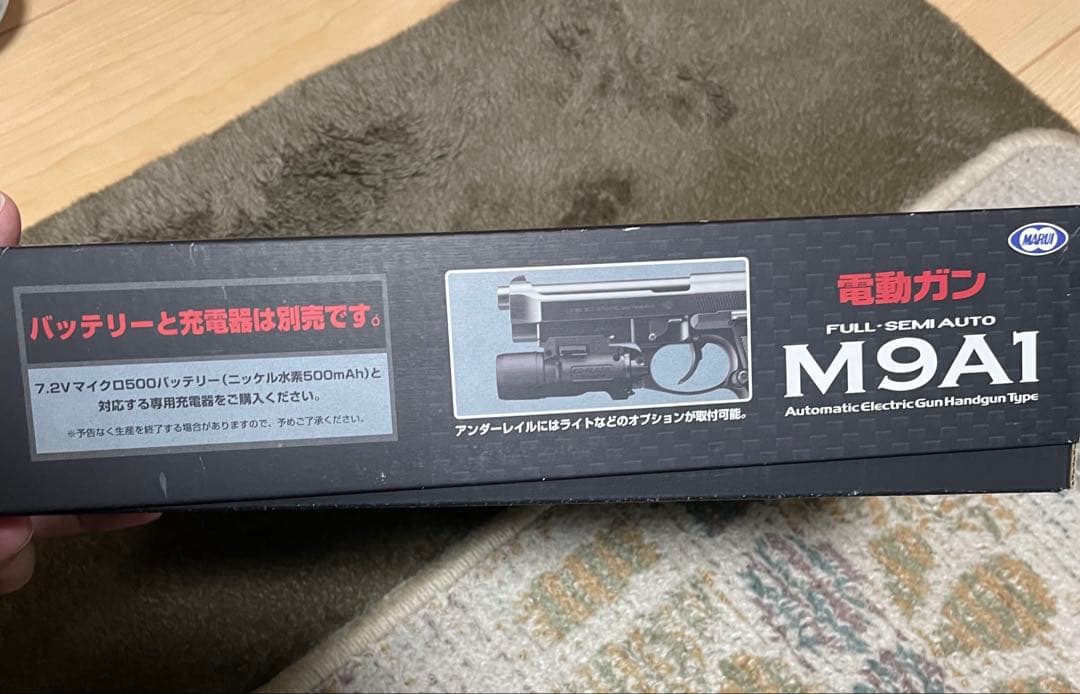 バッテリーと充電器は別売です。
7.2Vマイクロ500バッテリー(ニッケル水素500mAh)と
対応する専用充電器をご購入ください。
※予告なく生産を終了する場合がありますので、予めご了承ください。
アンダーレイルにはライトなどのオプションが取付可能。
MARUI
電動ガン
FULL-SEMI AUTO
M9A1
Automatic Electric Gun Handgun Type